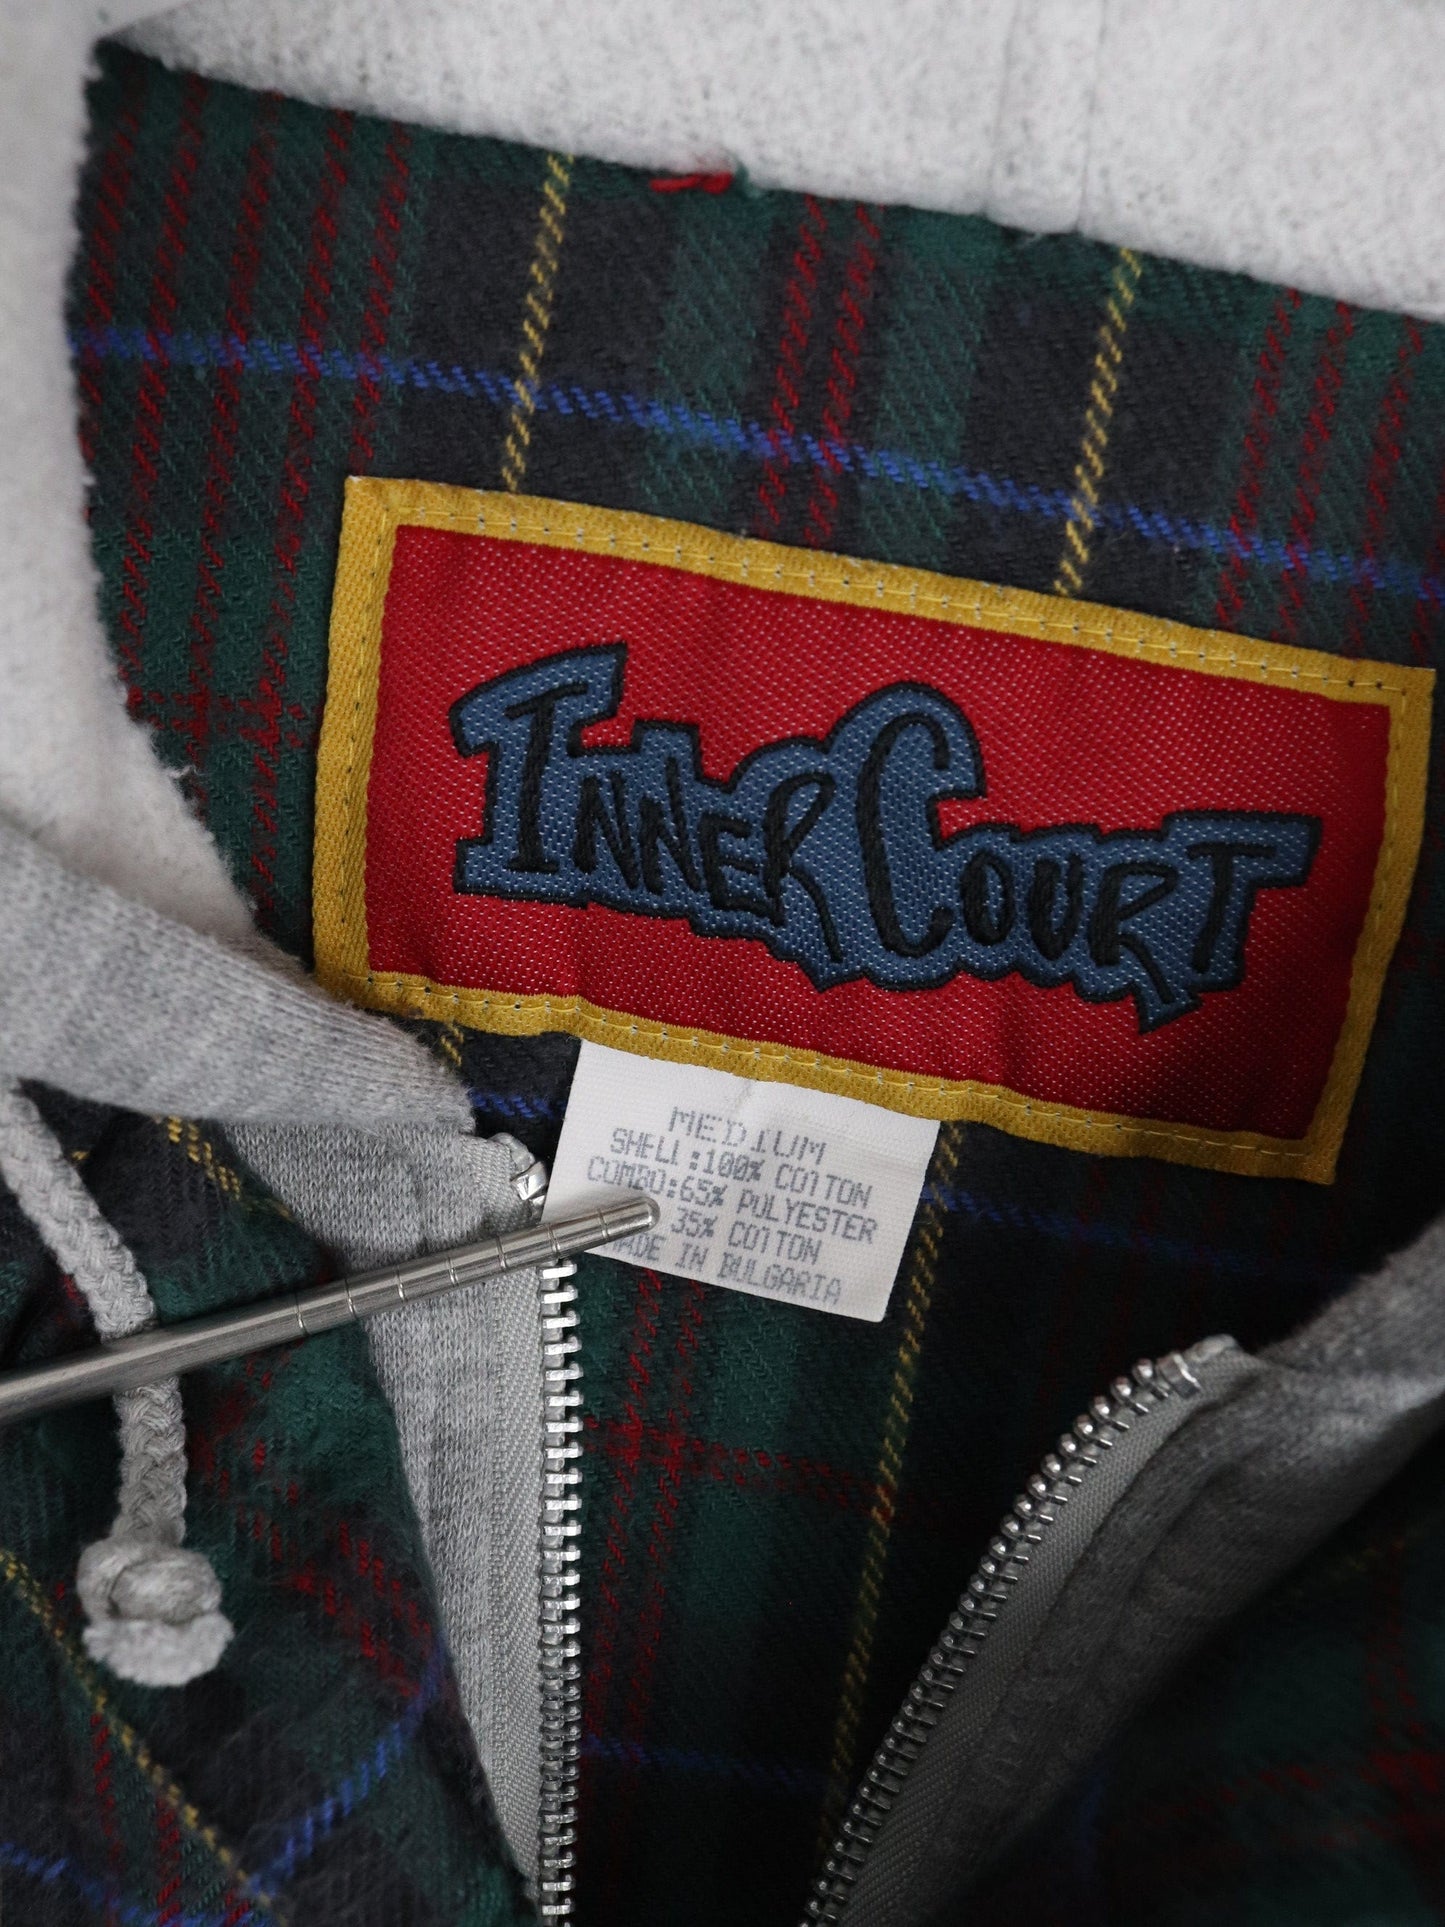 INNER COURT
MEDIUM
SHELL:100% COTTON
COMBO:65% POLYESTER
35% COTTON
MADE IN BULGARIA